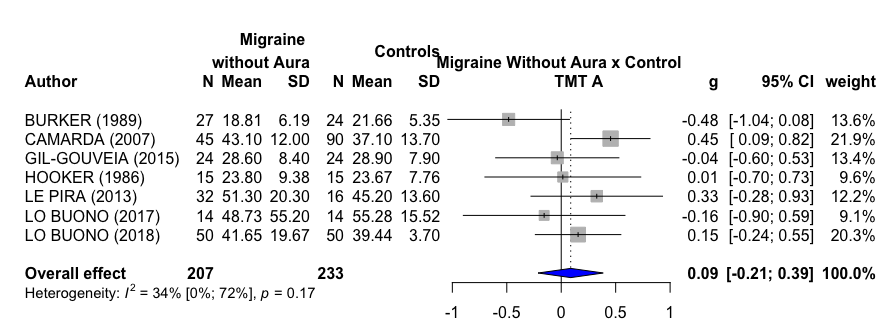 Migraine
without Aura Controls Migraine Without Aura x Control
Author N Mean SD N Mean SD TMT A g 95% CI weight
BURKER (1989) 27 18.81 6.19 24 21.66 5.35 -0.48 [-1.04; 0.08] 13.6%
CAMARDA (2007) 45 43.10 12.00 90 37.10 13.70 0.45 [ 0.09; 0.82] 21.9%
GIL-GOUVEIA (2015) 24 28.60 8.40 24 28.90 7.90 -0.04 [-0.60; 0.53] 13.4%
HOOKER (1986) 15 23.80 9.38 15 23.67 7.76 0.01 [-0.70; 0.73] 9.6%
LE PIRA (2013) 32 51.30 20.30 16 45.20 13.60 0.33 [-0.28; 0.93] 12.2%
LO BUONO (2017) 14 48.73 55.20 14 55.28 15.52 -0.16 [-0.90; 0.59] 9.1%
LO BUONO (2018) 50 41.65 19.67 50 39.44 3.70 0.15 [-0.24; 0.55] 20.3%
Overall effect 207 233 0.09 [-0.21; 0.39] 100.0%
Heterogeneity: I² = 34% [0%; 72%], p = 0.17
-1 -0.5 0 0.5 1